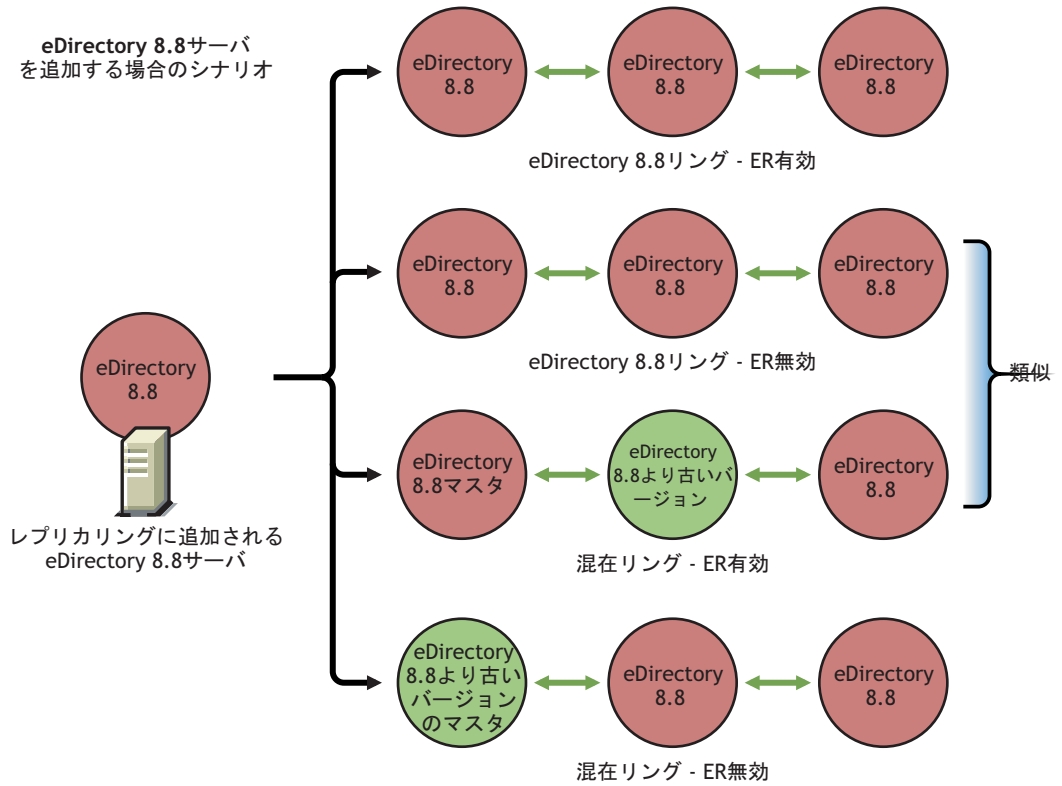 eDirectory 8.8サーバ
を追加する場合のシナリオ
eDirectory
8.8
eDirectory
8.8
eDirectory
8.8
eDirectory 8.8リング - ER有効
eDirectory
8.8
eDirectory
8.8
eDirectory
8.8
eDirectory 8.8リング - ER無効
類似
eDirectory
8.8
レプリカリングに追加される
eDirectory 8.8サーバ
eDirectory
8.8マスタ
eDirectory
8.8より古いバ
ージョン
eDirectory
8.8
混在リング - ER有効
eDirectory
8.8より古い
バージョン
のマスタ
eDirectory
8.8
eDirectory
8.8
混在リング - ER無効